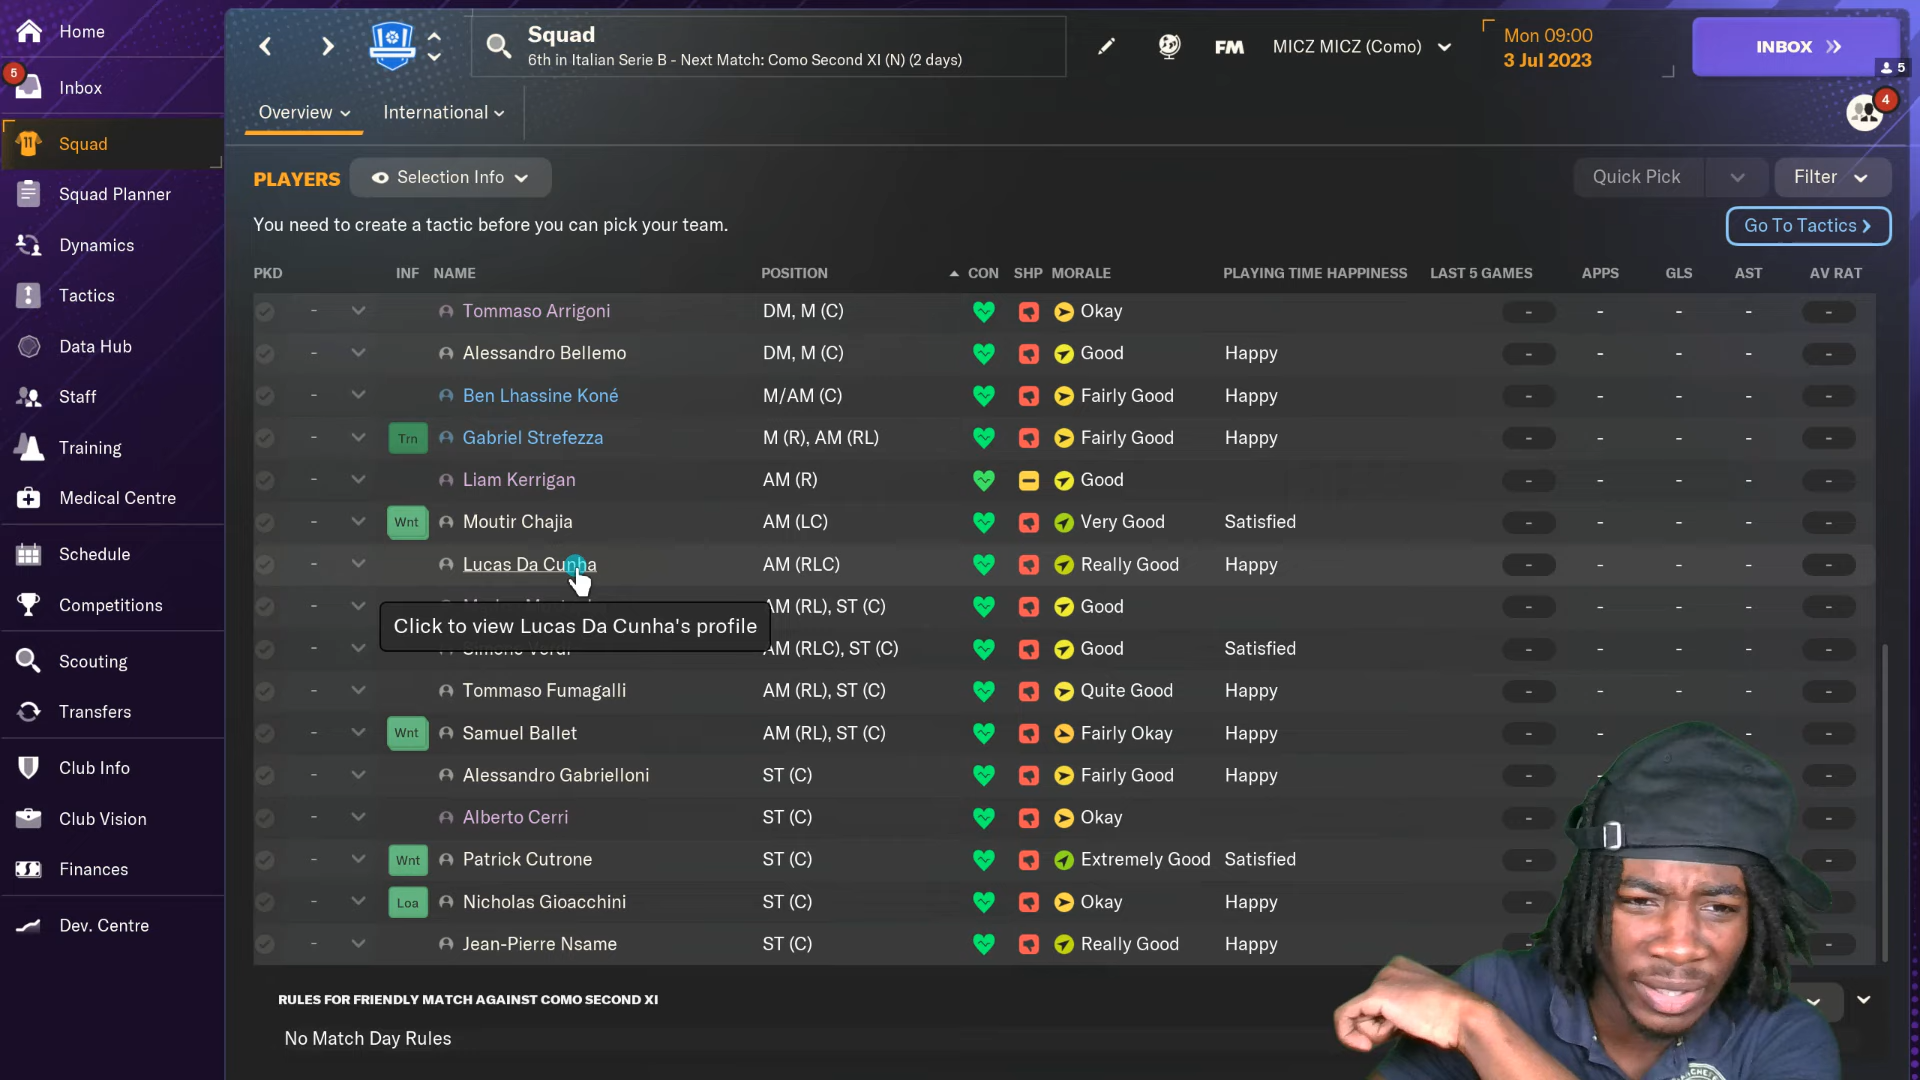 Home
5
Inbox
Squad
Squad Planner
Dynamics
Tactics
Data Hub
Staff
Training
Medical Centre
Schedule
Competitions
Scouting
Transfers
Club Info
Club Vision
Finances
Dev. Centre
Squad
6th in Italian Serie B - Next Match: Como Second XI (N) (2 days)
FM
MICZ MICZ (Como)
Mon 09:00
3 Jul 2023
INBOX
5
4
Overview
International
PLAYERS
Selection Info
Quick Pick
Filter
You need to create a tactic before you can pick your team.
Go To Tactics
PKD INF NAME POSITION CON SHP MORALE PLAYING TIME HAPPINESS LAST 5 GAMES APPS GLS AST AV RAT
- Tommaso Arrigoni DM, M (C) Okay - - - - -
- Alessandro Bellemo DM, M (C) Good Happy - - - - -
- Ben Lhassine Koné M/AM (C) Fairly Good Happy - - - - -
- Trn Gabriel Strefezza M (R), AM (RL) Fairly Good Happy - - - - -
- Liam Kerrigan AM (R) Good - - - - -
- Wnt Moutir Chajia AM (LC) Very Good Satisfied - - - - -
- Lucas Da Cunha AM (RLC) Really Good Happy - - - - -
- AM (RL), ST (C) Good - - - - -
Click to view Lucas Da Cunha's profile
- Simone Verdi AM (RLC), ST (C) Good Satisfied - - - - -
- Tommaso Fumagalli AM (RL), ST (C) Quite Good Happy - - - - -
- Wnt Samuel Ballet AM (RL), ST (C) Fairly Okay Happy - - - - -
- Alessandro Gabrielloni ST (C) Fairly Good Happy - - - - -
- Alberto Cerri ST (C) Okay - -
- Wnt Patrick Cutrone ST (C) Extremely Good Satisfied - -
- Loa Nicholas Gioacchini ST (C) Okay Happy - -
- Jean-Pierre Nsame ST (C) Really Good Happy - -
RULES FOR FRIENDLY MATCH AGAINST COMO SECOND XI
No Match Day Rules